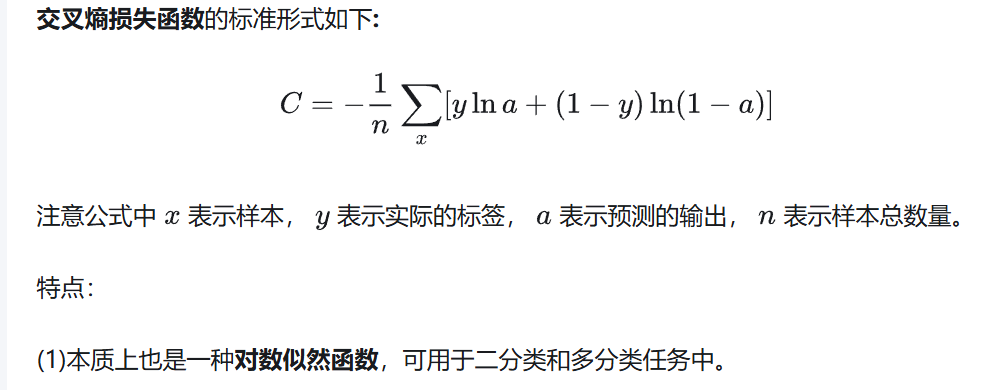 交叉熵损失函数的标准形式如下:
C = -\frac{1}{n} \sum_{x} [y \ln a + (1 - y) \ln(1 - a)]
注意公式中 x 表示样本， y 表示实际的标签， a 表示预测的输出， n 表示样本总数量。
特点：
(1)本质上也是一种对数似然函数，可用于二分类和多分类任务中。